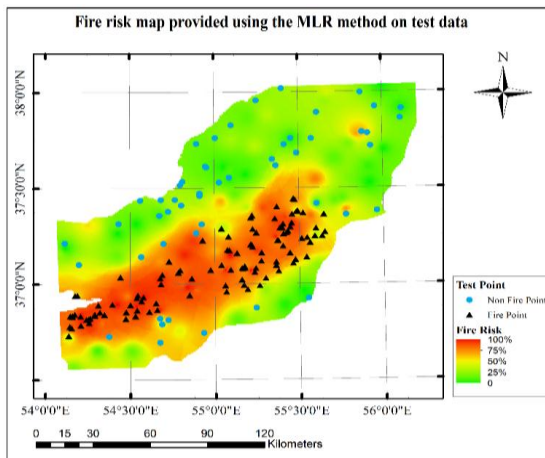 Fire risk map provided using the MLR method on test data
N
38°0'0"N
37°30'0"N
37°0'0"N
Test Point
Non Fire Point
Fire Point
Fire Risk
100%
75%
50%
25%
0
54°0'0"E
54°30'0"E
55°0'0"E
55°30'0"E
56°0'0"E
0 15 30 60 90 120
Kilometers